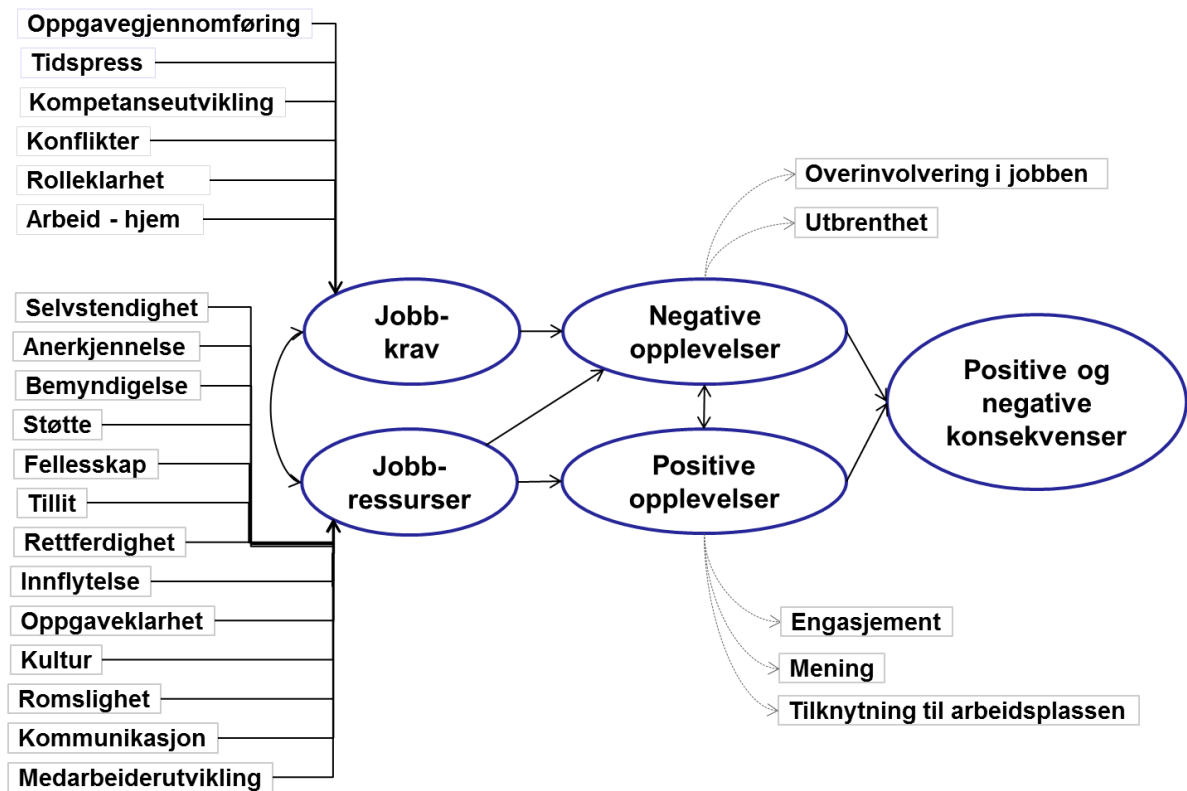 Oppgavegjennomføring
Tidspress
Kompetanseutvikling
Konflikter
Rolleklarhet
Arbeid - hjem
Selvstendighet
Anerkjennelse
Bemyndigelse
Støtte
Fellesskap
Tillit
Rettferdighet
Innflytelse
Oppgaveklarhet
Kultur
Romslighet
Kommunikasjon
Medarbeiderutvikling
Jobb-
krav
Jobb-
ressurser
Overinvolvering i jobben
Utbrenthet
Negative
opplevelser
Positive
opplevelser
Engasjement
Mening
Tilknytning til arbeidsplassen
Positive og
negative
konsekvenser